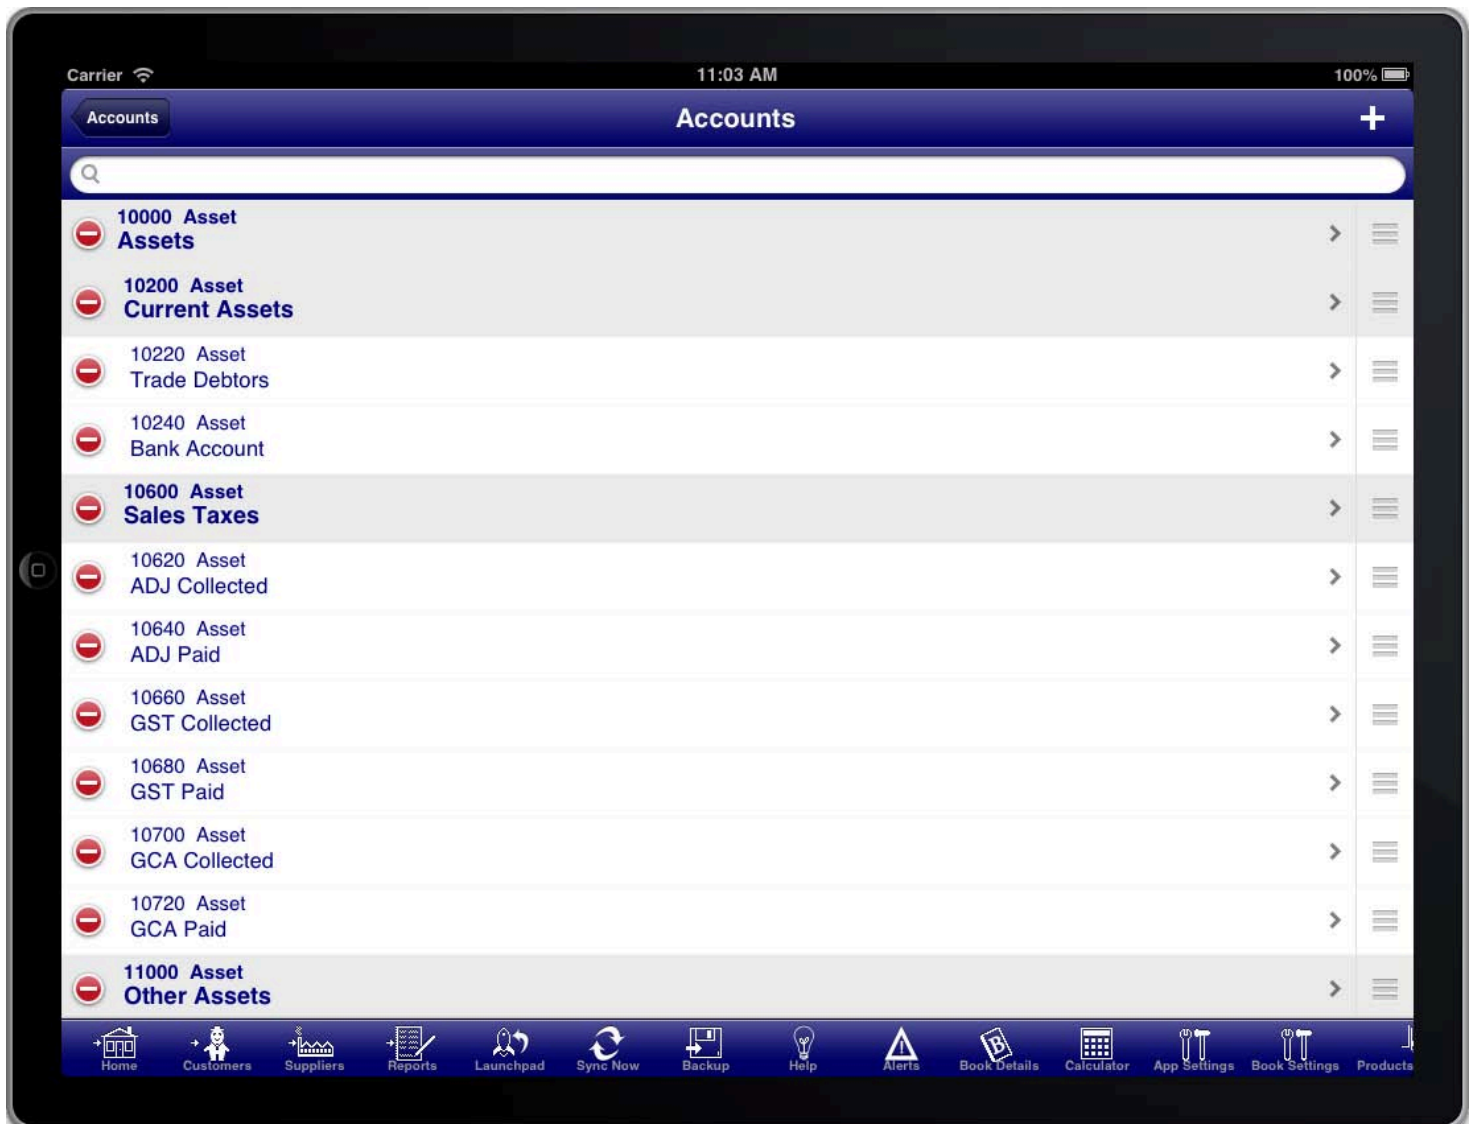 Carrier 11:03 AM 100%
Accounts Accounts +
10000 Asset
Assets
10200 Asset
Current Assets
10220 Asset
Trade Debtors
10240 Asset
Bank Account
10600 Asset
Sales Taxes
10620 Asset
ADJ Collected
10640 Asset
ADJ Paid
10660 Asset
GST Collected
10680 Asset
GST Paid
10700 Asset
GCA Collected
10720 Asset
GCA Paid
11000 Asset
Other Assets
Home Customers Suppliers Reports Launchpad Sync Now Backup Help Alerts Book Details Calculator App Settings Book Settings Products